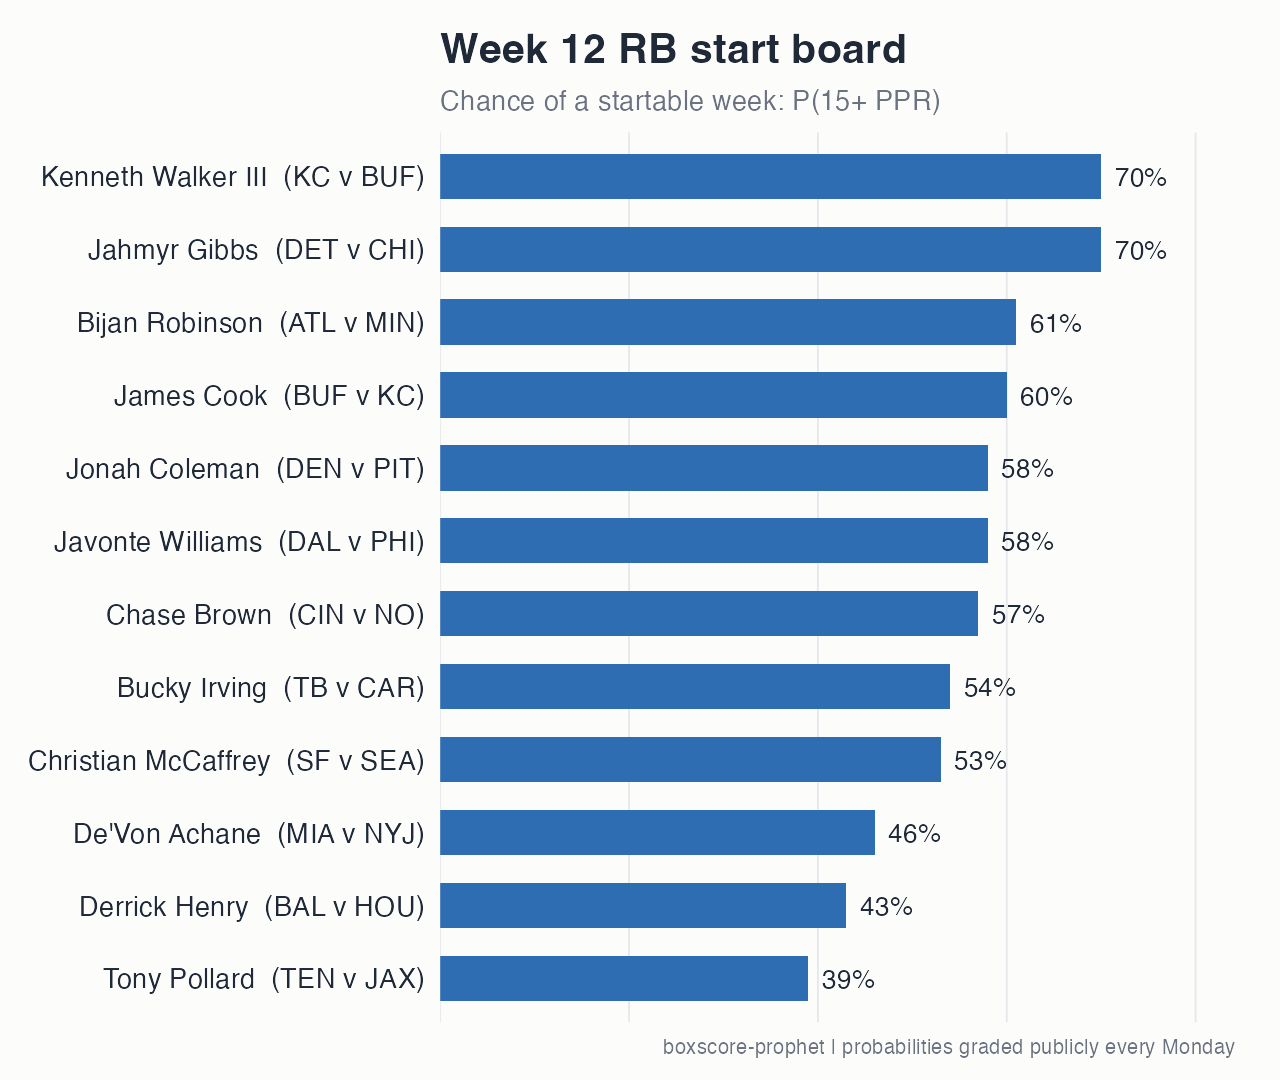 Week 12 RB start board
Chance of a startable week: P(15+ PPR)
Kenneth Walker III (KC v BUF) 70%
Jahmyr Gibbs (DET v CHI) 70%
Bijan Robinson (ATL v MIN) 61%
James Cook (BUF v KC) 60%
Jonah Coleman (DEN v PIT) 58%
Javonte Williams (DAL v PHI) 58%
Chase Brown (CIN v NO) 57%
Bucky Irving (TB v CAR) 54%
Christian McCaffrey (SF v SEA) 53%
De'Von Achane (MIA v NYJ) 46%
Derrick Henry (BAL v HOU) 43%
Tony Pollard (TEN v JAX) 39%
boxscore-prophet | probabilities graded publicly every Monday